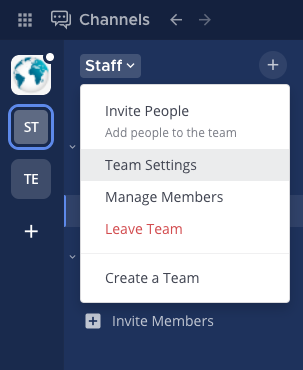 Channels
Staff
ST
TE
Invite People
Add people to the team
Team Settings
Manage Members
Leave Team
Create a Team
Invite Members